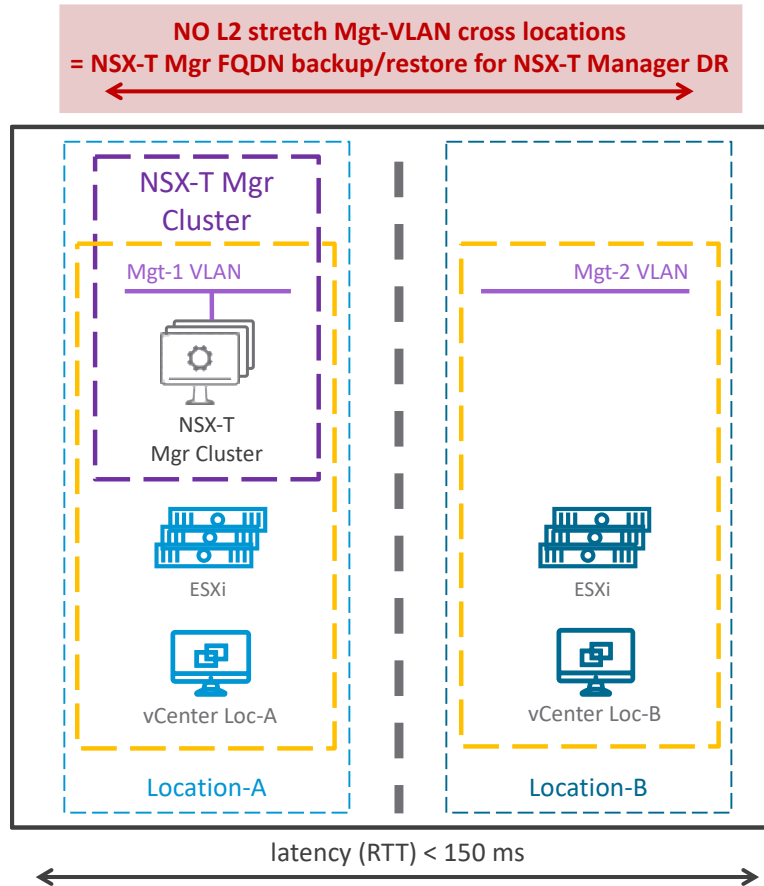 NO L2 stretch Mgt-VLAN cross locations
= NSX-T Mgr FQDN backup/restore for NSX-T Manager DR
NSX-T Mgr
Cluster
Mgt-1 VLAN
Mgt-2 VLAN
NSX-T
Mgr Cluster
ESXi
ESXi
vCenter Loc-A
vCenter Loc-B
Location-A
Location-B
latency (RTT) < 150 ms